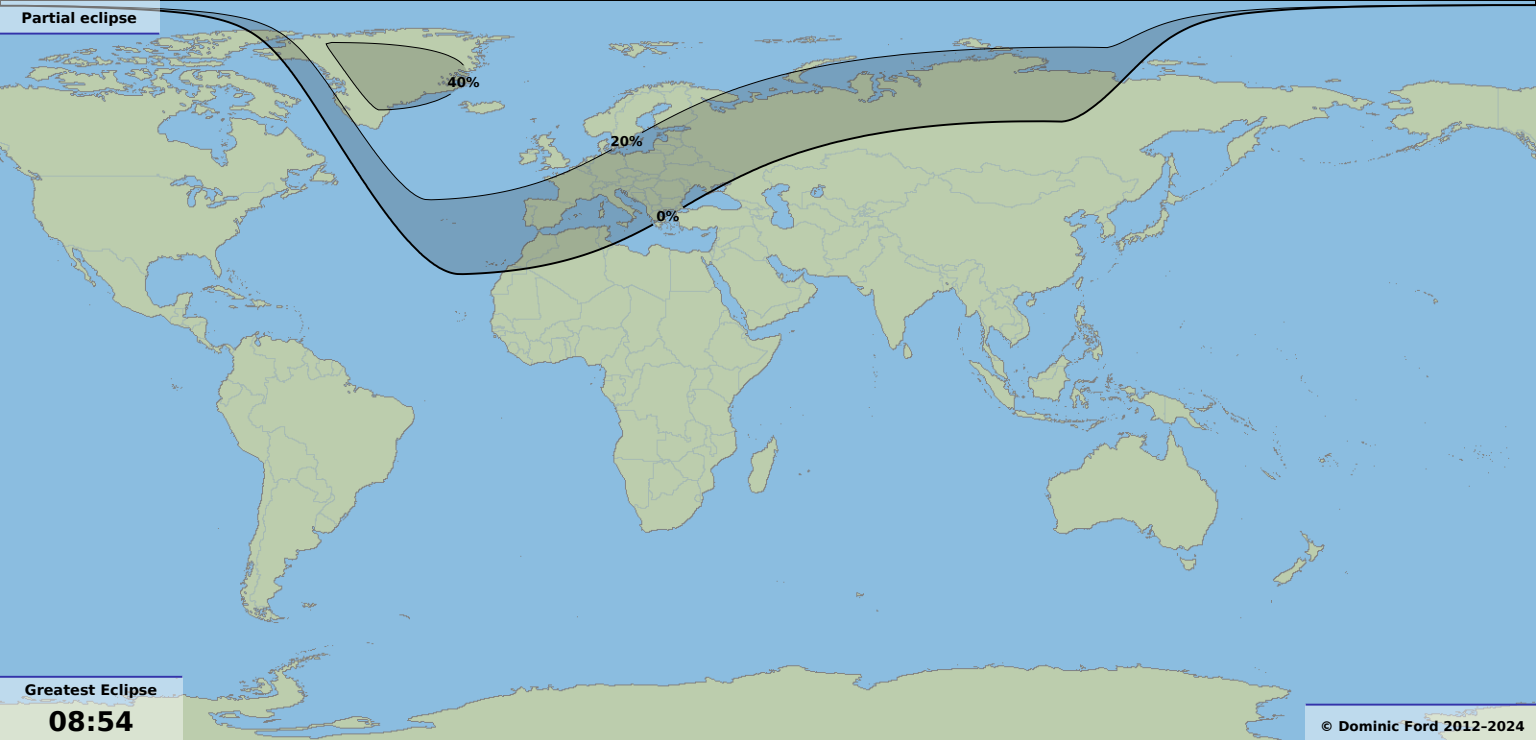 Partial eclipse
40%
20%
0%
Greatest Eclipse
08:54
© Dominic Ford 2012–2024